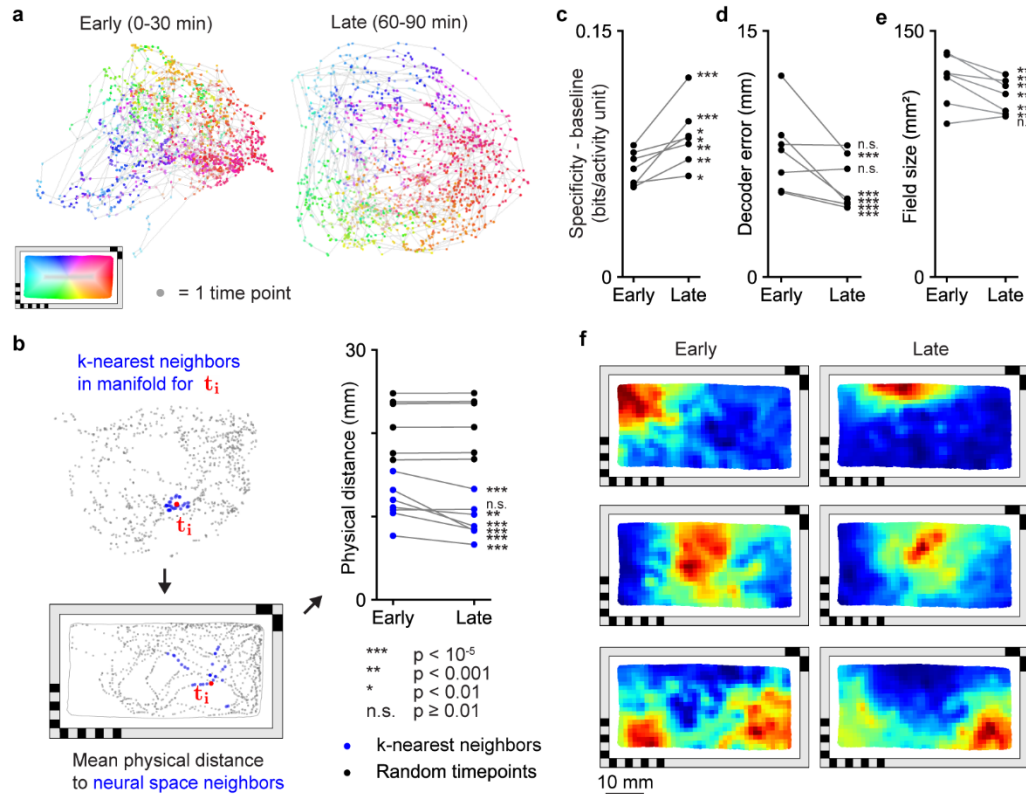 a
Early (0-30 min)
Late (60-90 min)
= 1 time point
b
k-nearest neighbors
in manifold for t_i
t_i
t_i
Mean physical distance
to neural space neighbors
30
Physical distance (mm)
0
Early Late
***
n.s.
**
***
***
***
***
*** p < 10⁻⁵
** p < 0.001
* p < 0.01
n.s. p ≥ 0.01
k-nearest neighbors
Random timepoints
c
0.15
Specificity - baseline
(bits/activity unit)
0
Early Late
***
***
*
*
**
**
*
d
15
Decoder error (mm)
0
Early Late
n.s.
***
n.s.
***
***
***
***
e
150
Field size (mm²)
0
Early Late
n.
f
Early
Late
10 mm